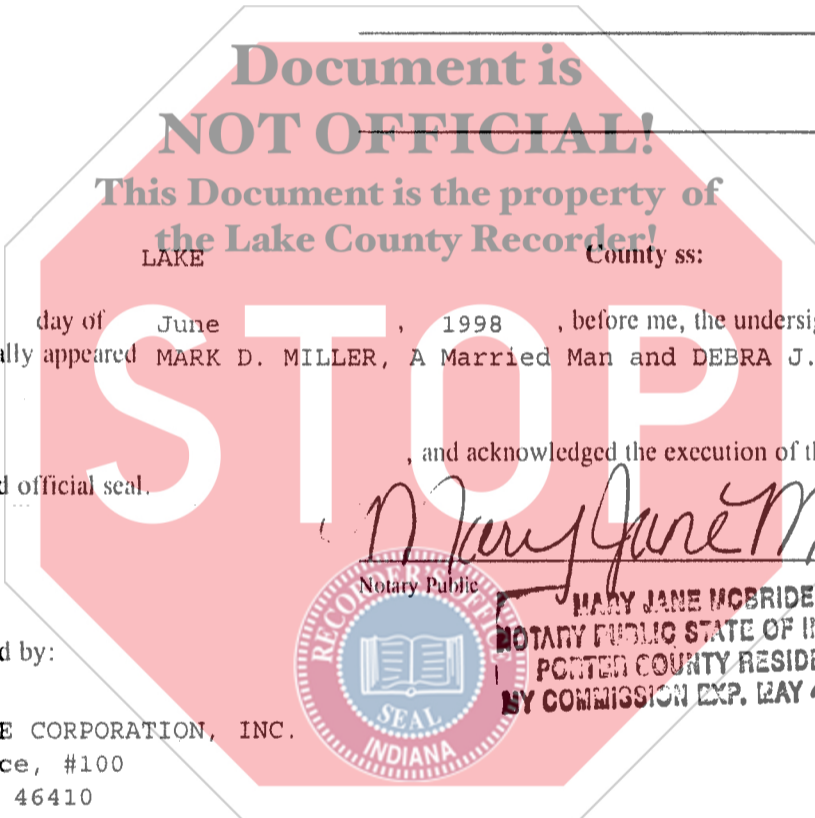 Document is
NOT OFFICIAL!
This Document is the property of
the Lake County Recorder!
LAKE County ss:
day of June , 1998 , before me, the undersig
ally appeared MARK D. MILLER, A Married Man and DEBRA J.
STOP
, and acknowledged the execution of th
d official seal.
Mary Jane M
Notary Public
MARY JANE MCBRIDE
NOTARY PUBLIC STATE OF I
PORTER COUNTY RESIDE
MY COMMISSION EXP. MAY 4
RECORDER'S OFFICE
SEAL
INDIANA
d by:
E CORPORATION, INC.
ce, #100
46410